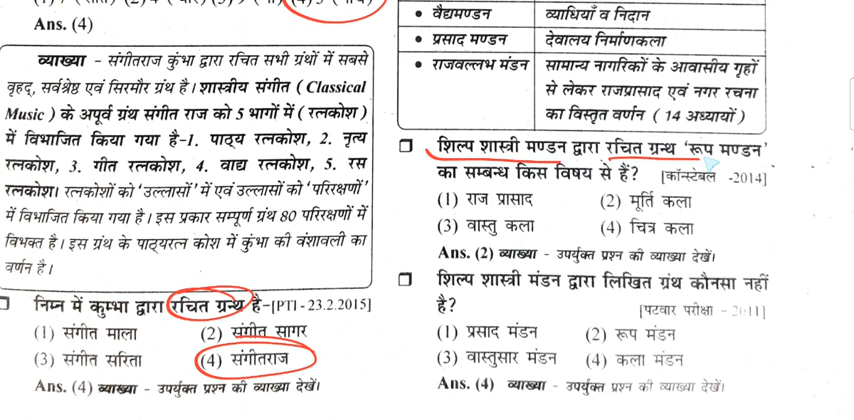 Ans. (4)
व्याख्या - संगीतराज कुंभा द्वारा रचित सभी ग्रंथों में सबसे
वृहद्, सर्वश्रेष्ठ एवं सिरमौर ग्रंथ है। शास्त्रीय संगीत ( Classical
Music ) के अपूर्व ग्रंथ संगीत राज को 5 भागों में ( रत्नकोश )
में विभाजित किया गया है-1. पाठ्य रत्नकोश, 2. नृत्य
रत्नकोश, 3. गीत रत्नकोश, 4. वाद्य रत्नकोश, 5. रस
रत्नकोश। रत्नकोशों को 'उल्लासों' में एवं उल्लासों को 'परिरक्षणों'
में विभाजित किया गया है। इस प्रकार सम्पूर्ण ग्रंथ 80 परिरक्षणों में
विभक्त है। इस ग्रंथ के पाठ्यरत्न कोश में कुंभा की वंशावली का
वर्णन है।
निम्न में कुम्भा द्वारा रचित ग्रन्थ है-[PTI - 23.2.2015]
(1) संगीत माला (2) संगीत सागर
(3) संगीत सरिता (4) संगीतराज
Ans. (4) व्याख्या - उपर्युक्त प्रश्न की व्याख्या देखें।
• वैद्यमण्डन व्याधियाँ व निदान
• प्रसाद मण्डन देवालय निर्माणकला
• राजवल्लभ मंडन सामान्य नागरिकों के आवासीय गृहों
से लेकर राजप्रासाद एवं नगर रचना
का विस्तृत वर्णन ( 14 अध्यायों )
शिल्प शास्त्री मण्डन द्वारा रचित ग्रन्थ 'रूप मण्डन'
का सम्बन्ध किस विषय से हैं? [कॉन्स्टेबल -2014]
(1) राज प्रासाद (2) मूर्ति कला
(3) वास्तु कला (4) चित्र कला
Ans. (2) व्याख्या - उपर्युक्त प्रश्न की व्याख्या देखें।
शिल्प शास्त्री मंडन द्वारा लिखित ग्रंथ कौनसा नहीं
है? [पटवार परीक्षा - 2011]
(1) प्रसाद मंडन (2) रूप मंडन
(3) वास्तुसार मंडन (4) कला मंडन
Ans. (4) व्याख्या - उपर्युक्त प्रश्न की व्याख्या देखें।